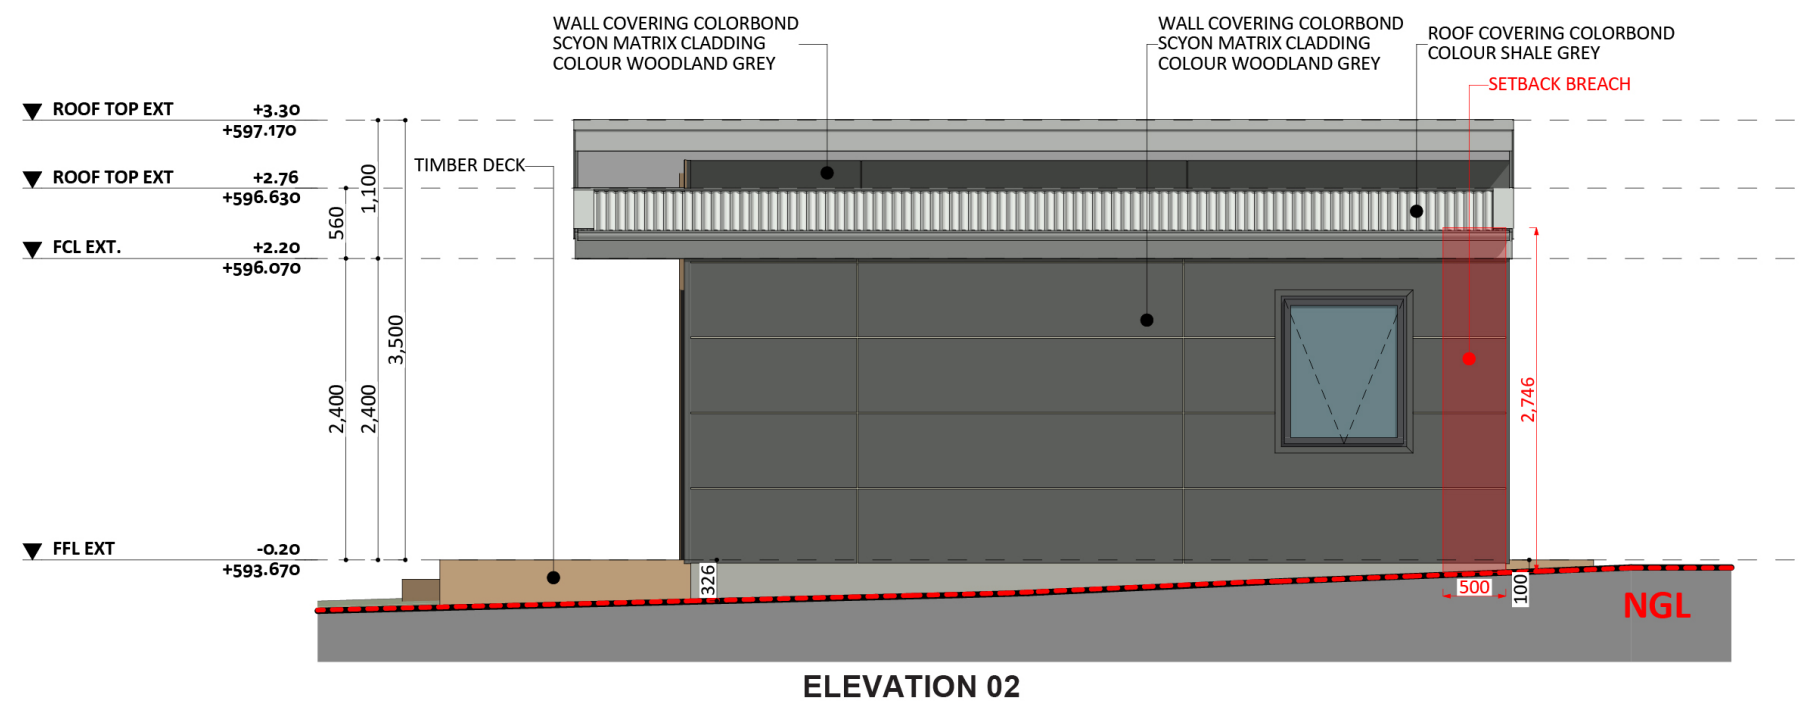 WALL COVERING COLORBOND
SCYON MATRIX CLADDING
COLOUR WOODLAND GREY
WALL COVERING COLORBOND
SCYON MATRIX CLADDING
COLOUR WOODLAND GREY
ROOF COVERING COLORBOND
COLOUR SHALE GREY
SETBACK BREACH
ROOF TOP EXT +3.30
+597.170
TIMBER DECK
ROOF TOP EXT +2.76
+596.630
FCL EXT. +2.20
+596.070
560
1,100
2,400
2,400
3,500
2,746
FFL EXT -0.20
+593.670
326
500
100
NGL
ELEVATION 02